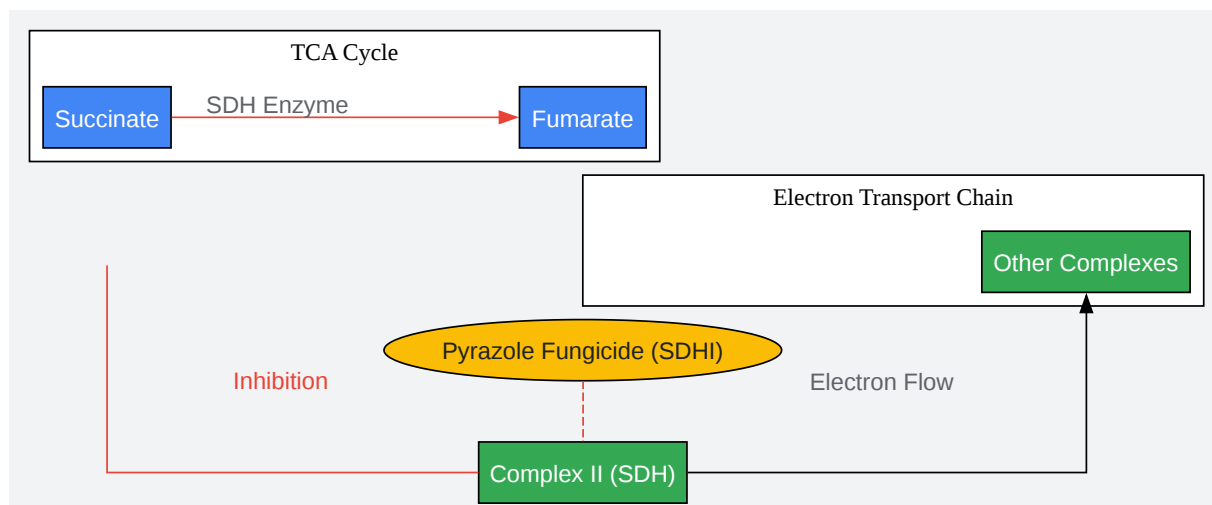 TCA Cycle
SDH Enzyme
Succinate
Fumarate
Electron Transport Chain
Other Complexes
Pyrazole Fungicide (SDHI)
Inhibition
Electron Flow
Complex II (SDH)